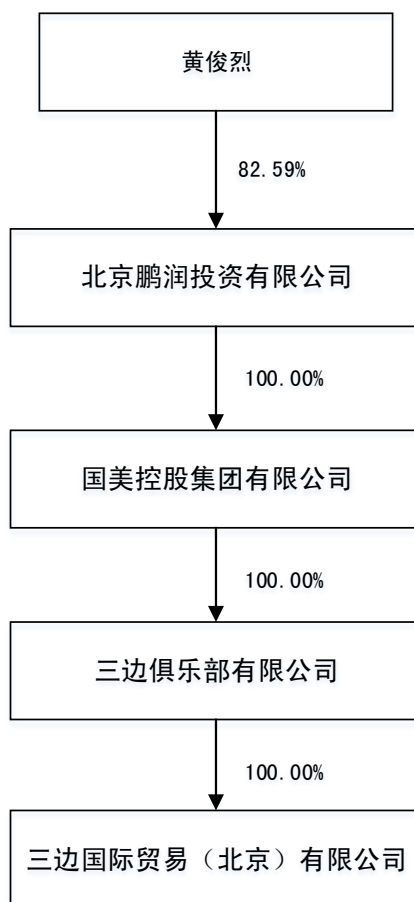 黄俊烈
82.59%
北京鹏润投资有限公司
100.00%
国美控股集团有限公司
100.00%
三边俱乐部有限公司
100.00%
三边国际贸易（北京）有限公司